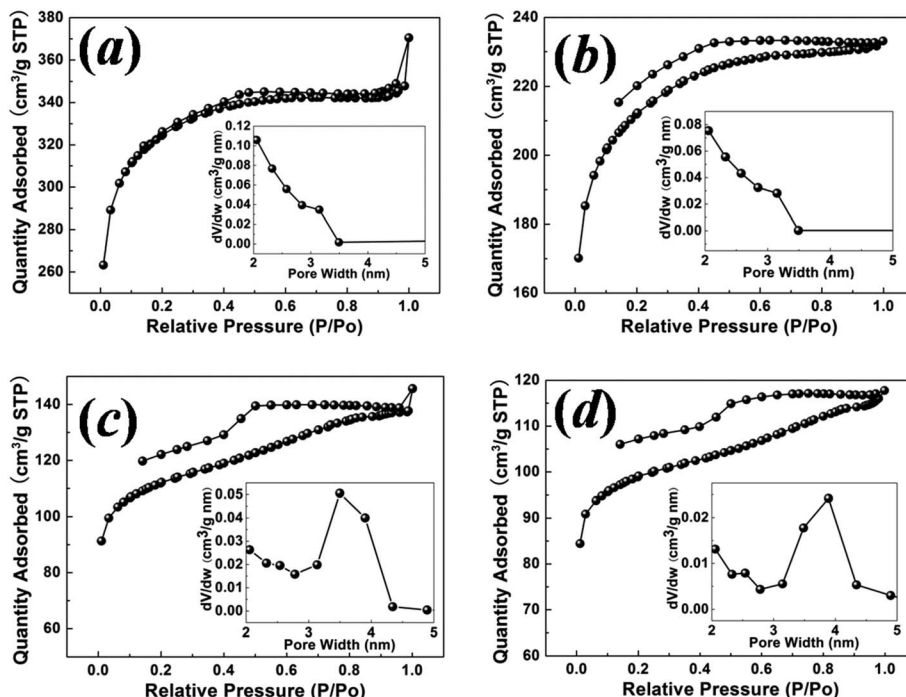 (a)
Quantity Adsorbed (cm³/g STP)
380
360
340
320
300
280
260
0.0 0.2 0.4 0.6 0.8 1.0
Relative Pressure (P/Po)
dV/dw (cm³/g nm)
0.12
0.10
0.08
0.06
0.04
0.02
0.00
2 3 4 5
Pore Width (nm)
(b)
Quantity Adsorbed (cm³/g STP)
240
220
200
180
160
0.0 0.2 0.4 0.6 0.8 1.0
Relative Pressure (P/Po)
dV/dw (cm³/g nm)
0.08
0.06
0.04
0.02
0.00
2 3 4 5
Pore Width (nm)
(c)
Quantity Adsorbed (cm³/g STP)
140
120
100
80
60
0.0 0.2 0.4 0.6 0.8 1.0
Relative Pressure (P/Po)
dV/dw (cm³/g nm)
0.05
0.04
0.03
0.02
0.01
0.00
2 3 4 5
Pore Width (nm)
(d)
Quantity Adsorbed (cm³/g STP)
120
110
100
90
80
70
60
0.0 0.2 0.4 0.6 0.8 1.0
Relative Pressure (P/Po)
dV/dw (cm³/g nm)
0.02
0.01
0.00
2 3 4 5
Pore Width (nm)